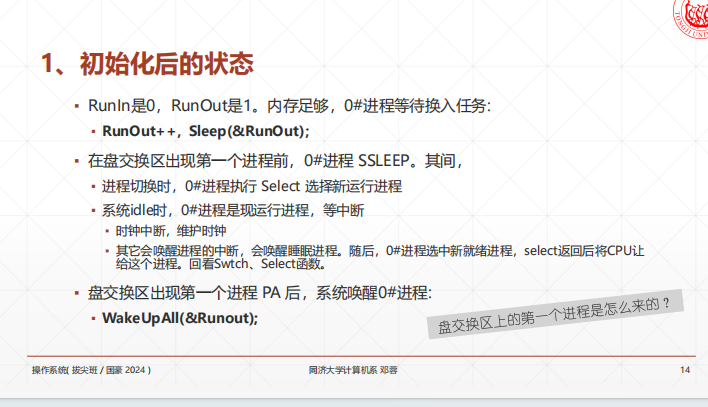 TONGJI UNIV
1、初始化后的状态
▪ RunIn是0，RunOut是1。内存足够，0#进程等待换入任务：
▪ RunOut++，Sleep(&RunOut);
▪ 在盘交换区出现第一个进程前，0#进程 SSLEEP。其间，
▪ 进程切换时，0#进程执行 Select 选择新运行进程
▪ 系统idle时，0#进程是现运行进程，等中断
▪ 时钟中断，维护时钟
▪ 其它会唤醒进程的中断，会唤醒睡眠进程。随后，0#进程选中新就绪进程，select返回后将CPU让
给这个进程。回看Swtch、Select函数。
▪ 盘交换区出现第一个进程 PA 后，系统唤醒0#进程：
▪ WakeUpAll(&Runout);
盘交换区上的第一个进程是怎么来的？
操作系统( 拔尖班 / 国豪 2024 ) 同济大学计算机系 邓蓉 14